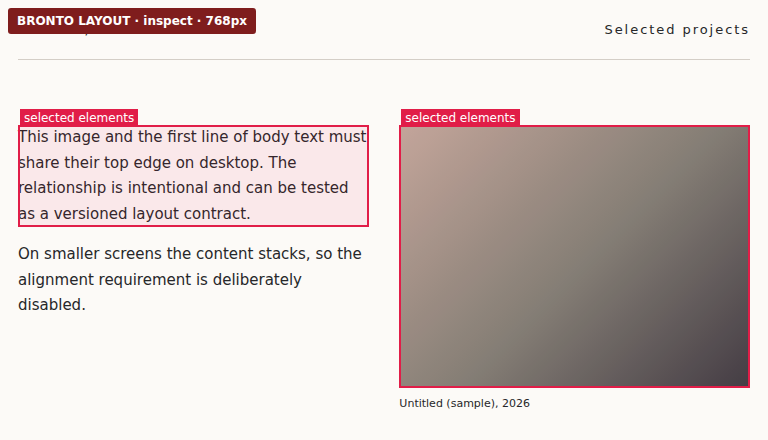 BRONTO LAYOUT · inspect · 768px
Selected projects
selected elements
This image and the first line of body text must
share their top edge on desktop. The
relationship is intentional and can be tested
as a versioned layout contract.
On smaller screens the content stacks, so the
alignment requirement is deliberately
disabled.
selected elements
Untitled (sample), 2026